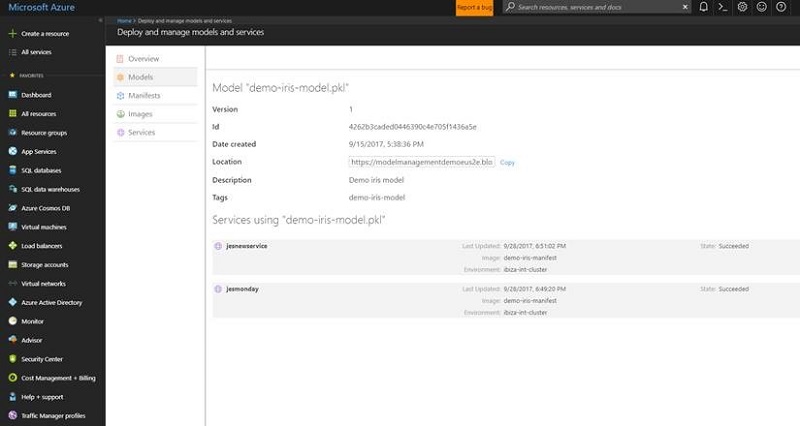 Microsoft Azure
Report a bug
Search resources, services and docs
Create a resource
All services
FAVORITES
Dashboard
All resources
Resource groups
App Services
SQL databases
SQL data warehouses
Azure Cosmos DB
Virtual machines
Load balancers
Storage accounts
Virtual networks
Azure Active Directory
Monitor
Advisor
Security Center
Cost Management + Billing
Help + support
Traffic Manager profiles
Home > Deploy and manage models and services
Deploy and manage models and services
Overview
Models
Manifests
Images
Services
Model "demo-iris-model.pkl"
Version 1
Id 4262b3caded0446390c4e705f1436a5e
Date created 9/15/2017, 5:38:36 PM
Location https://modelmanagementdemoeus2e.blo Copy
Description Demo iris model
Tags demo-iris-model
Services using "demo-iris-model.pkl"
jesnewservice Last Updated: 9/28/2017, 6:51:02 PM State: Succeeded
Image: demo-iris-manifest
Environment: ibiza-int-cluster
jesmonday Last Updated: 9/28/2017, 6:49:20 PM State: Succeeded
Image: demo-iris-manifest
Environment: ibiza-int-cluster